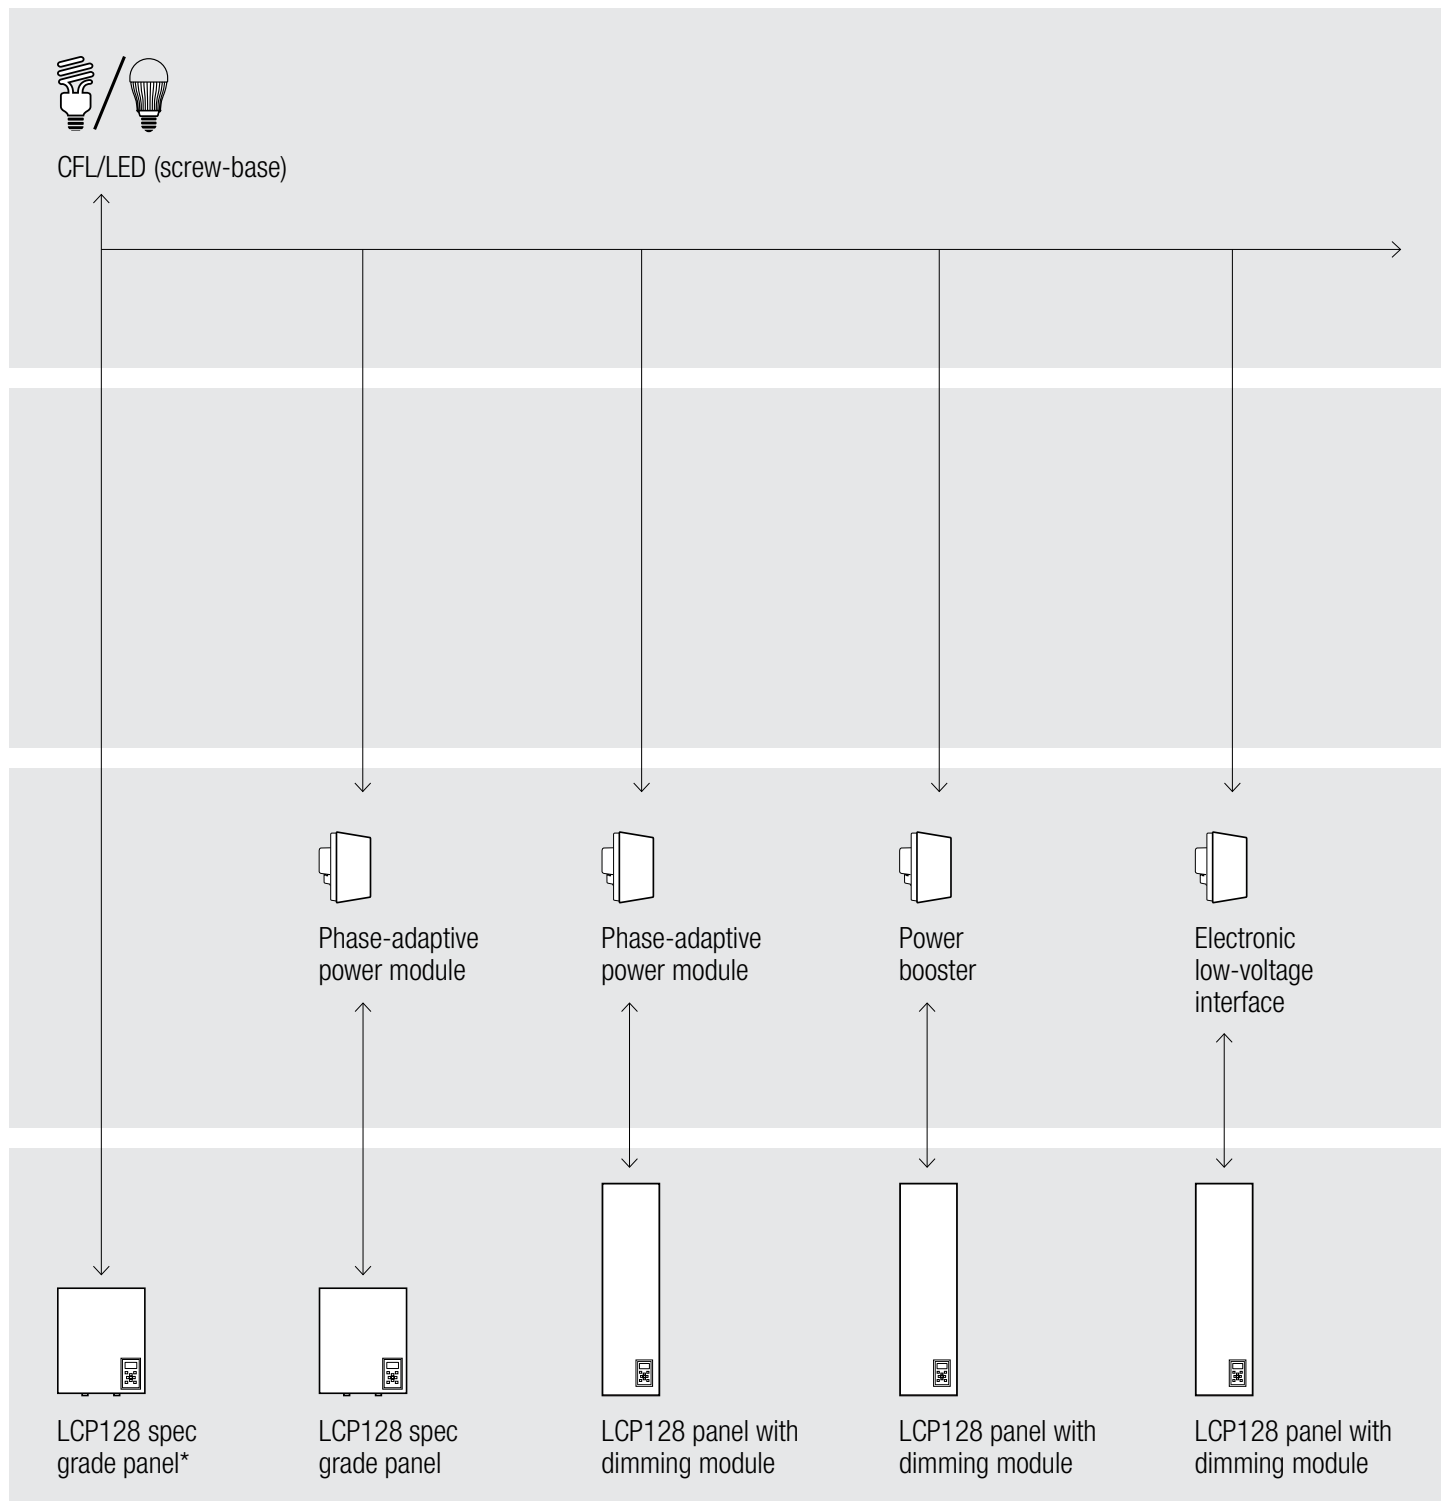 CFL/LED (screw-base)
Phase-adaptive
power module
Phase-adaptive
power module
Power
booster
Electronic
low-voltage
interface
LCP128 spec
grade panel*
LCP128 spec
grade panel
LCP128 panel with
dimming module
LCP128 panel with
dimming module
LCP128 panel with
dimming module